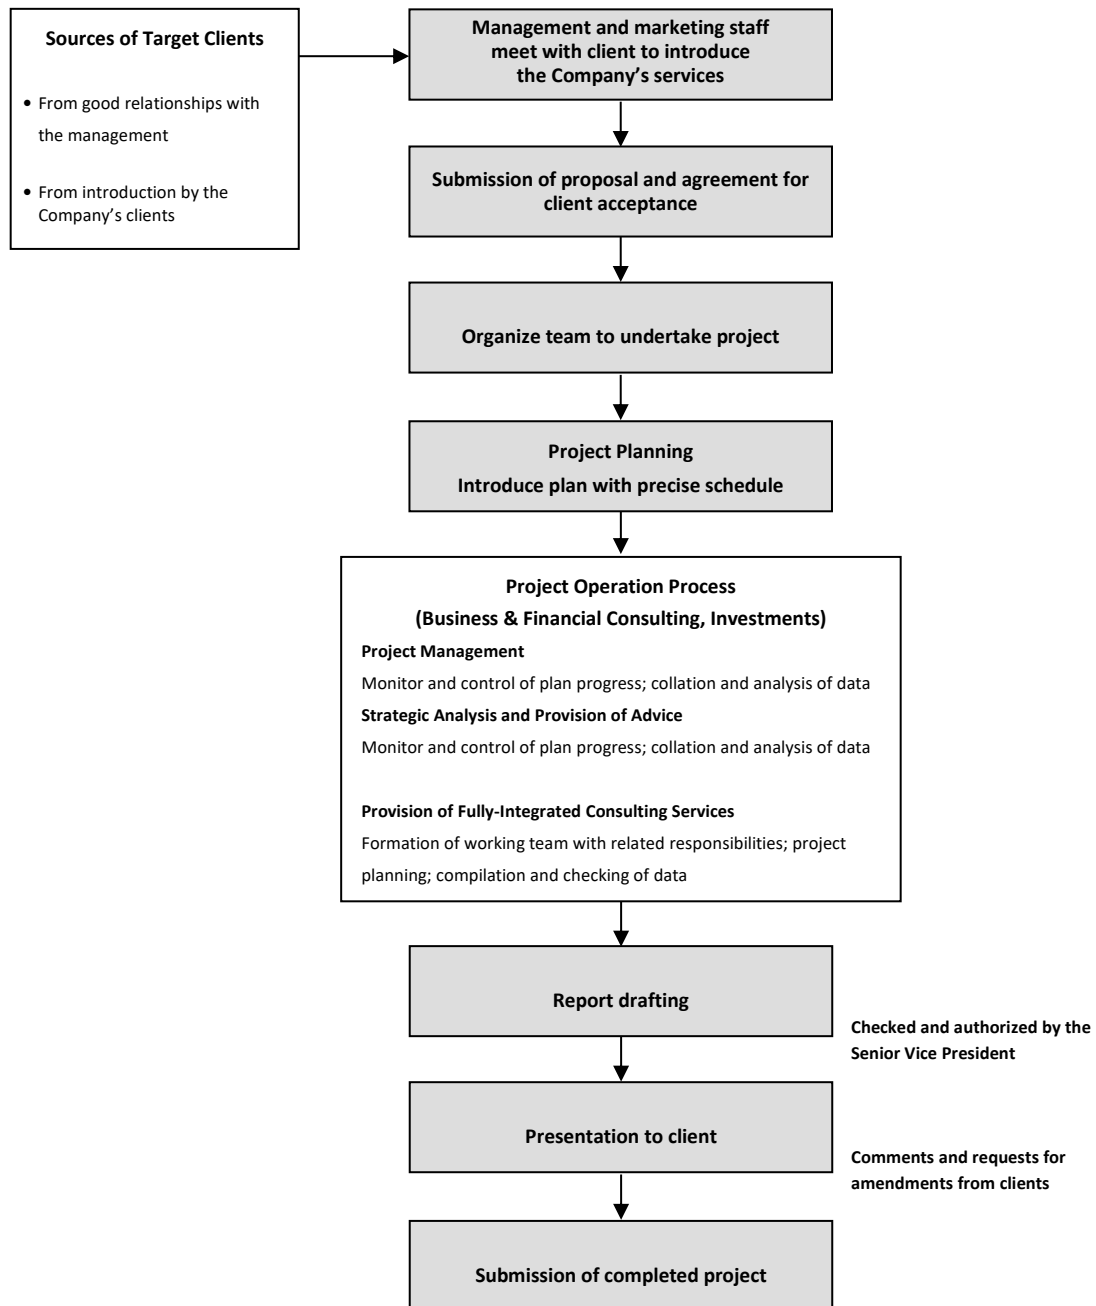 Sources of Target Clients
• From good relationships with
the management
• From introduction by the
Company’s clients
Management and marketing staff
meet with client to introduce
the Company’s services
Submission of proposal and agreement for
client acceptance
Organize team to undertake project
Project Planning
Introduce plan with precise schedule
Project Operation Process
(Business & Financial Consulting, Investments)
Project Management
Monitor and control of plan progress; collation and analysis of data
Strategic Analysis and Provision of Advice
Monitor and control of plan progress; collation and analysis of data
Provision of Fully-Integrated Consulting Services
Formation of working team with related responsibilities; project
planning; compilation and checking of data
Report drafting
Checked and authorized by the
Senior Vice President
Presentation to client
Comments and requests for
amendments from clients
Submission of completed project